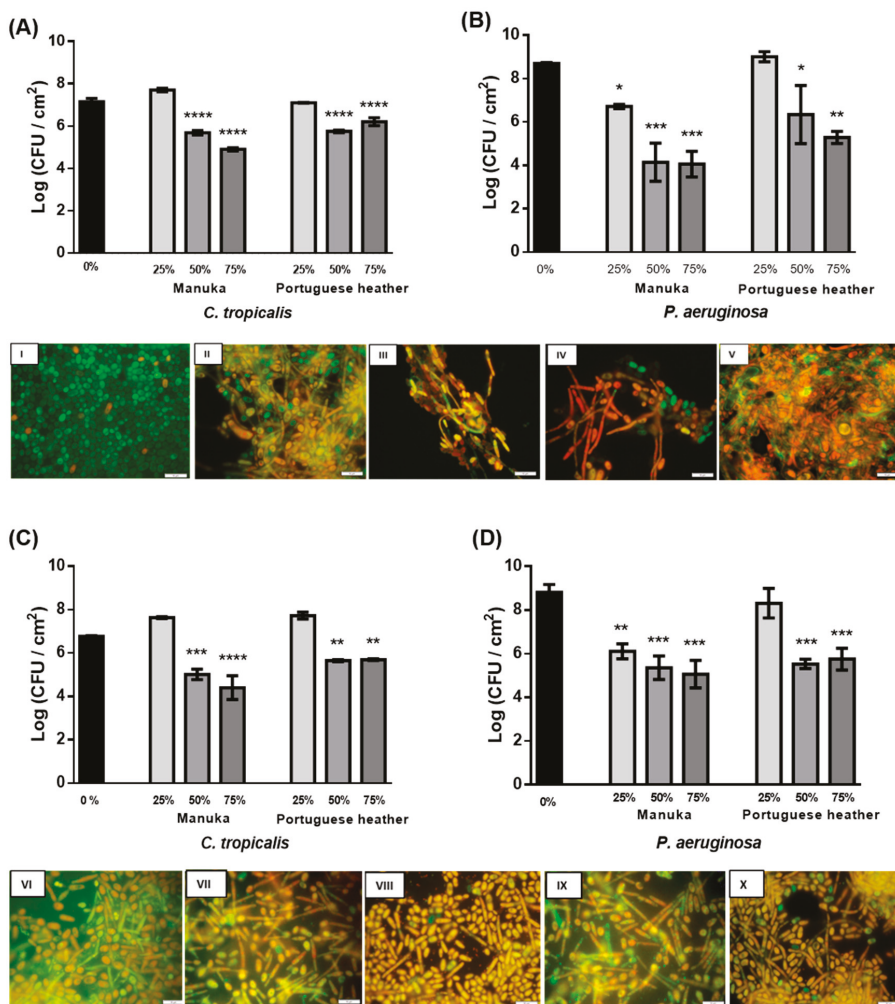 (A)
Log (CFU / cm²)
10
8
6
4
2
0
****
****
****
****
0%
25% 50% 75%
25% 50% 75%
Manuka
Portuguese heather
C. tropicalis
(B)
Log (CFU / cm²)
10
8
6
4
2
0
*
***
***
*
**
0%
25% 50% 75%
25% 50% 75%
Manuka
Portuguese heather
P. aeruginosa
I
II
III
IV
V
(C)
Log (CFU / cm²)
10
8
6
4
2
0
***
****
**
**
0 %
25% 50% 75%
25% 50% 75%
Manuka
Portuguese heather
C. tropicalis
(D)
Log (CFU / cm²)
10
8
6
4
2
0
**
***
***
***
***
0%
25% 50% 75%
25% 50% 75%
Manuka
Portuguese heather
P. aeruginosa
VI
VII
VIII
IX
X